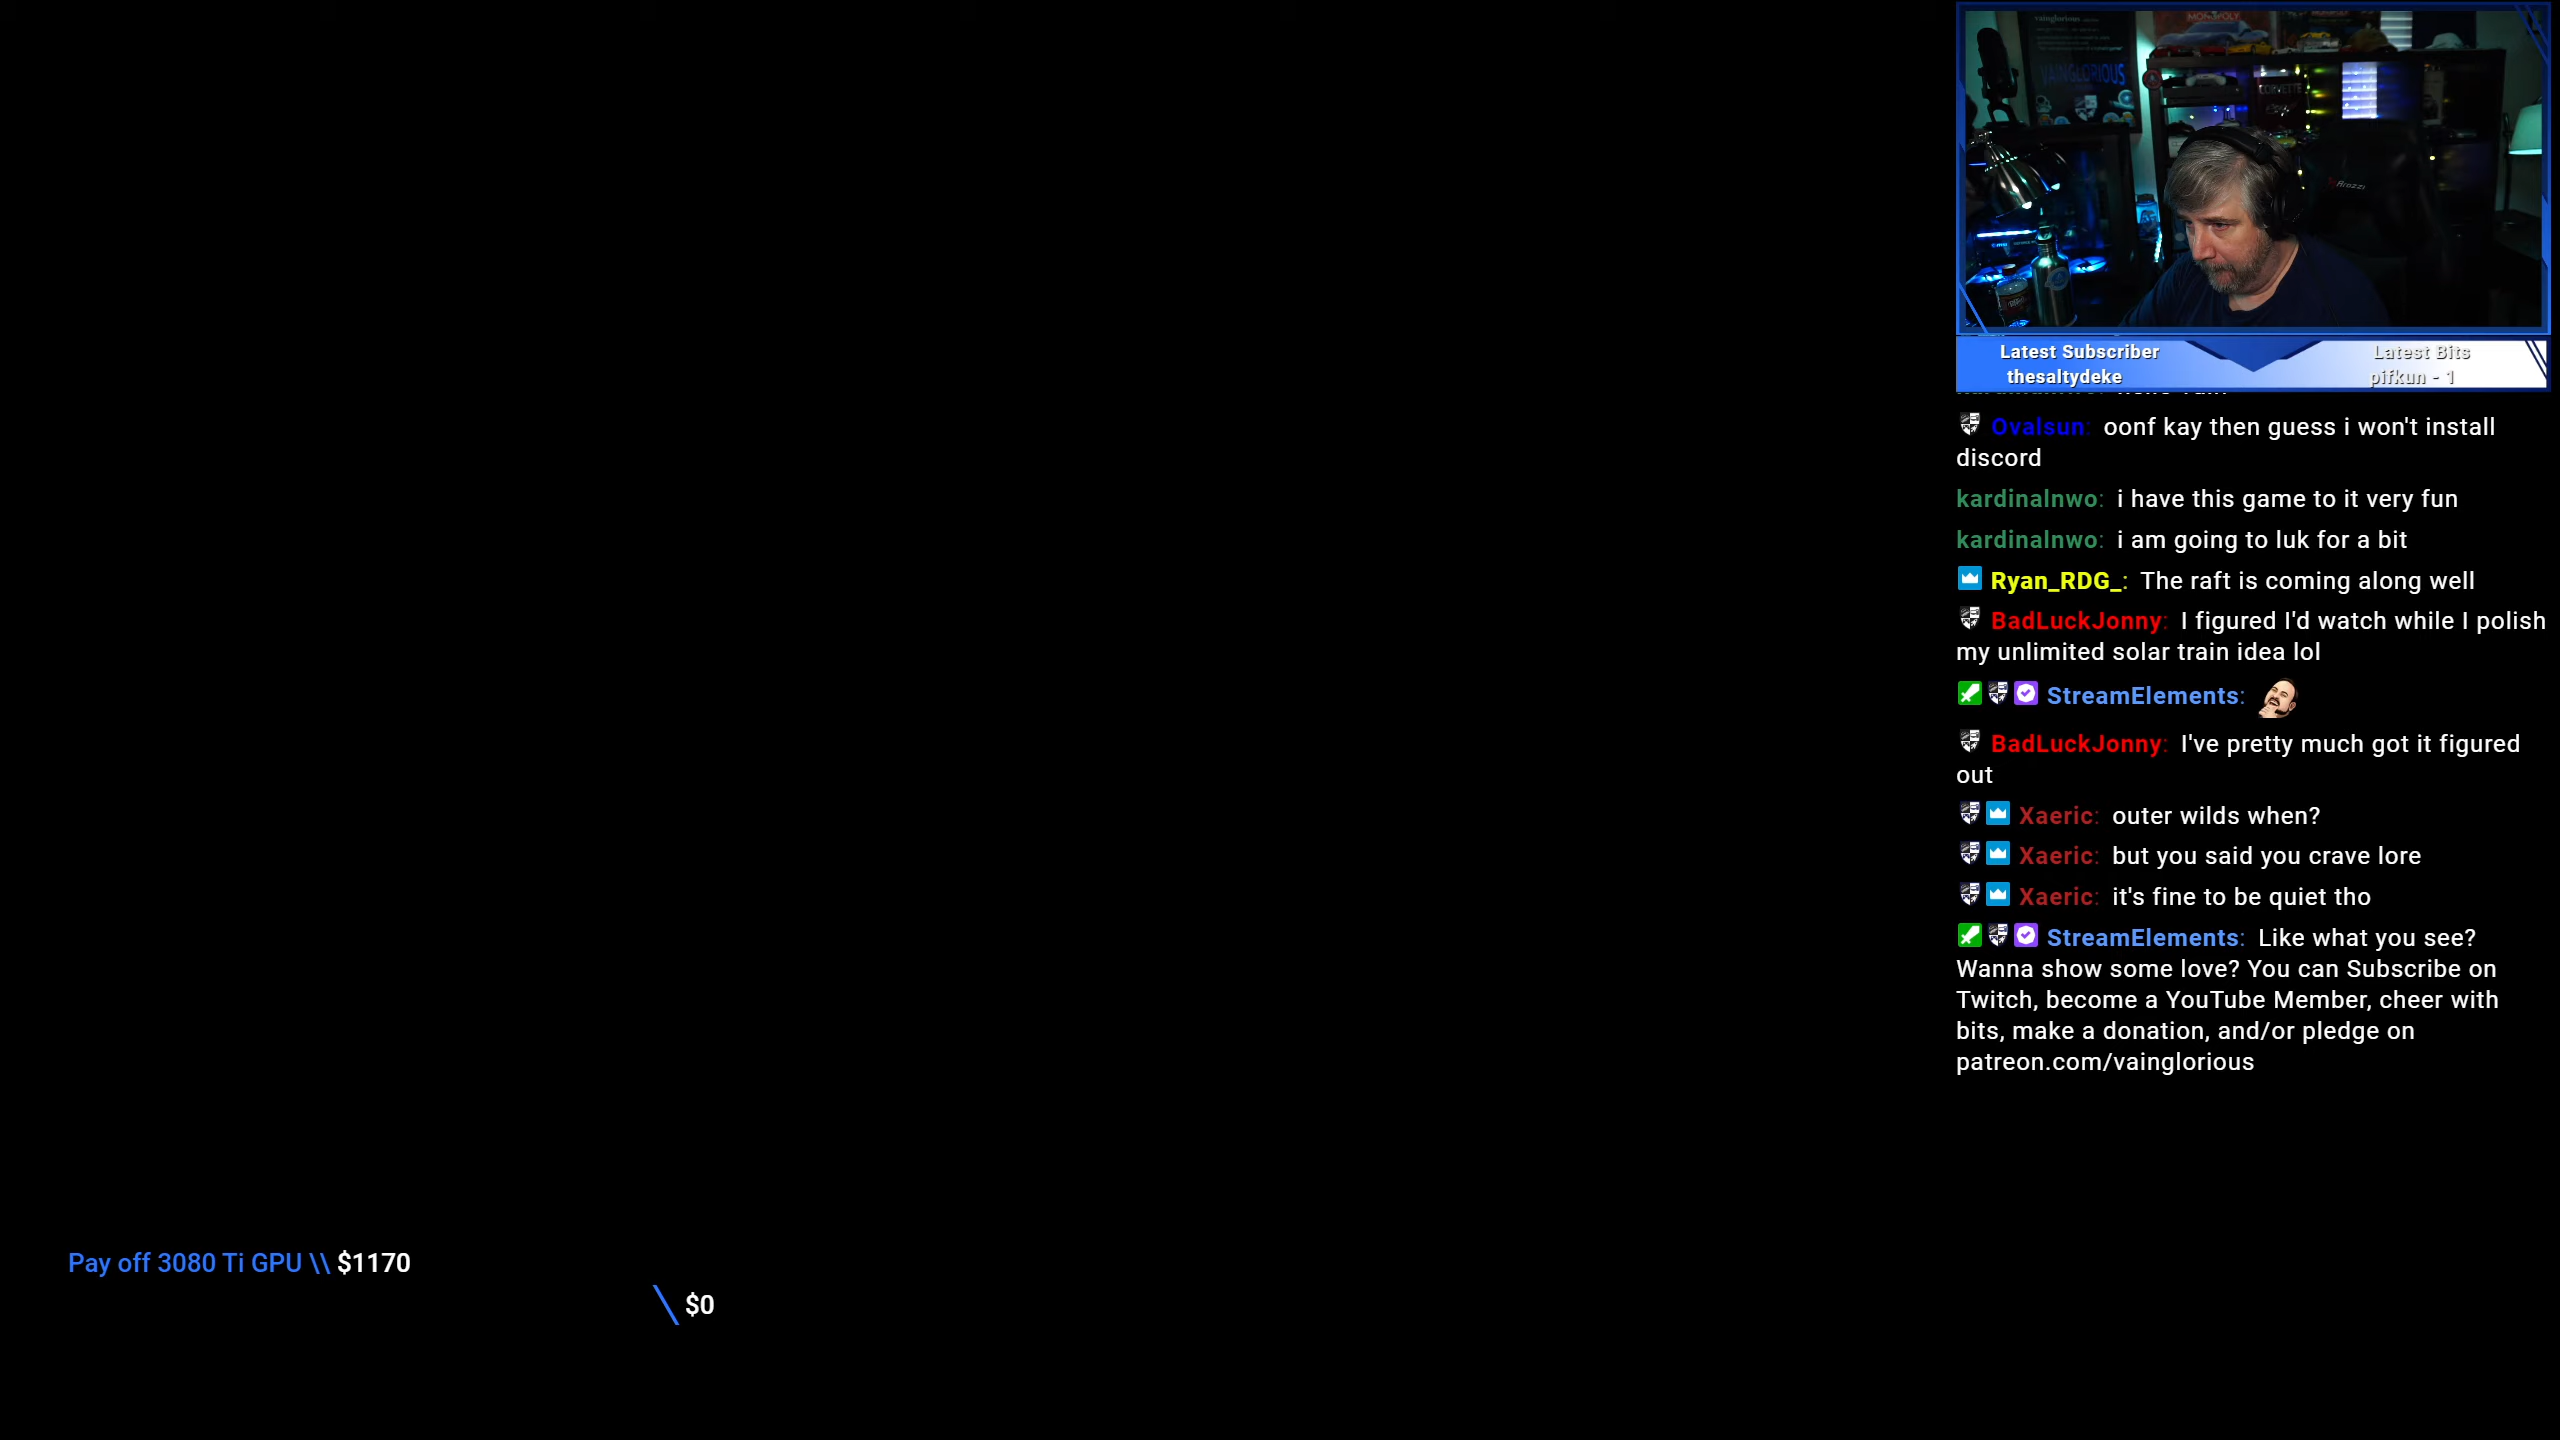 VAINGLORIOUS
MONOPOLY
CORVETTE
Arozzi
Latest Subscriber
thesaltydeke
Latest Bits
pifkun - 1
Ovalsun: oonf kay then guess i won't install
discord
kardinalnwo: i have this game to it very fun
kardinalnwo: i am going to luk for a bit
Ryan_RDG_: The raft is coming along well
BadLuckJonny: I figured I'd watch while I polish
my unlimited solar train idea lol
StreamElements:
BadLuckJonny: I've pretty much got it figured
out
Xaeric: outer wilds when?
Xaeric: but you said you crave lore
Xaeric: it's fine to be quiet tho
StreamElements: Like what you see?
Wanna show some love? You can Subscribe on
Twitch, become a YouTube Member, cheer with
bits, make a donation, and/or pledge on
patreon.com/vainglorious
Pay off 3080 Ti GPU \\ $1170
\ $0